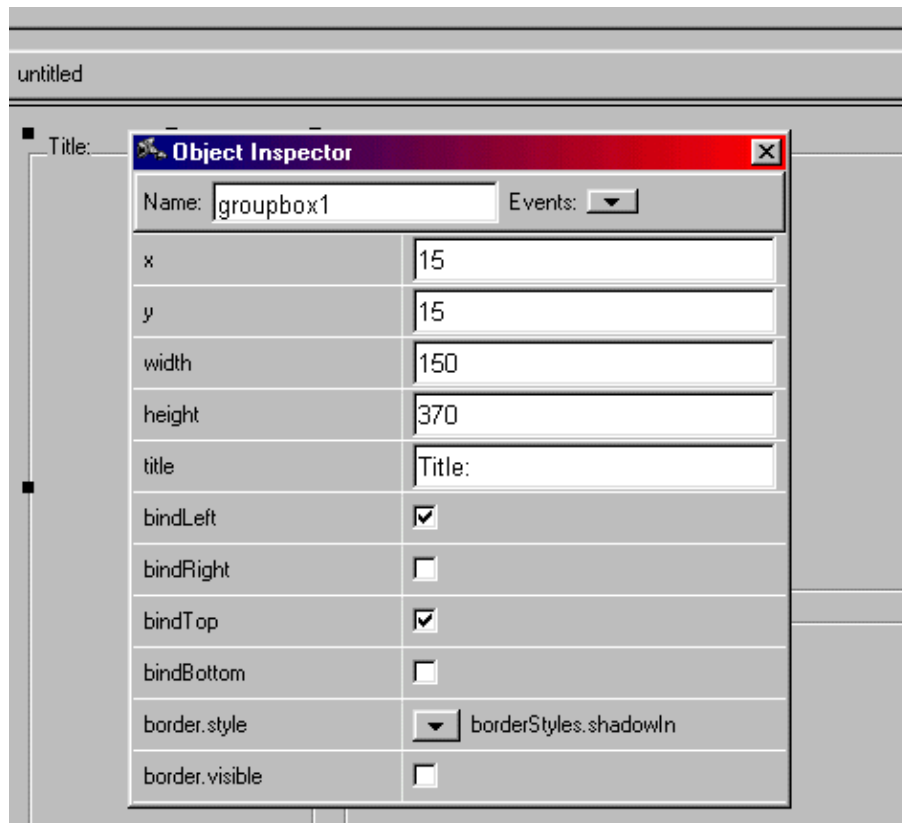 untitled
Title:
Object Inspector
Name: groupbox1 Events:
x 15
y 15
width 150
height 370
title Title:
bindLeft
bindRight
bindTop
bindBottom
border.style borderStyles.shadowIn
border.visible